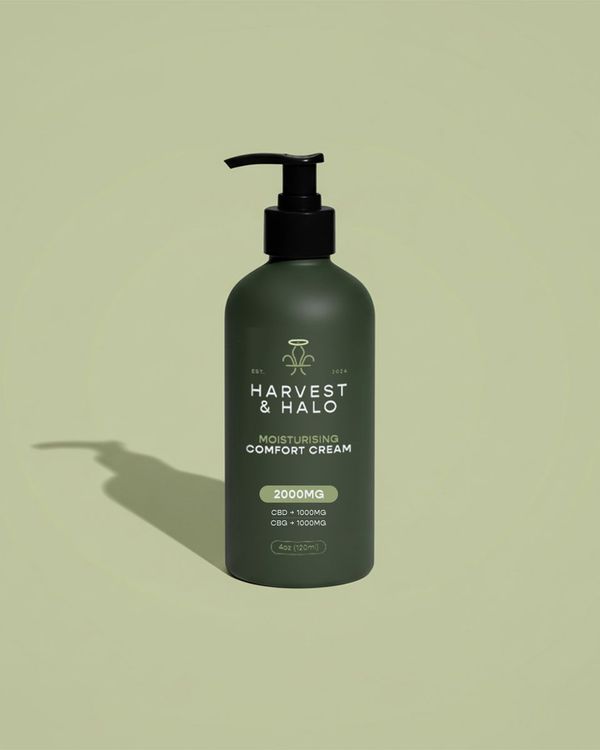 EST. 2024
HARVEST
& HALO
MOISTURISING
COMFORT CREAM
2000MG
CBD + 1000MG
CBG + 1000MG
4oz (120ml)